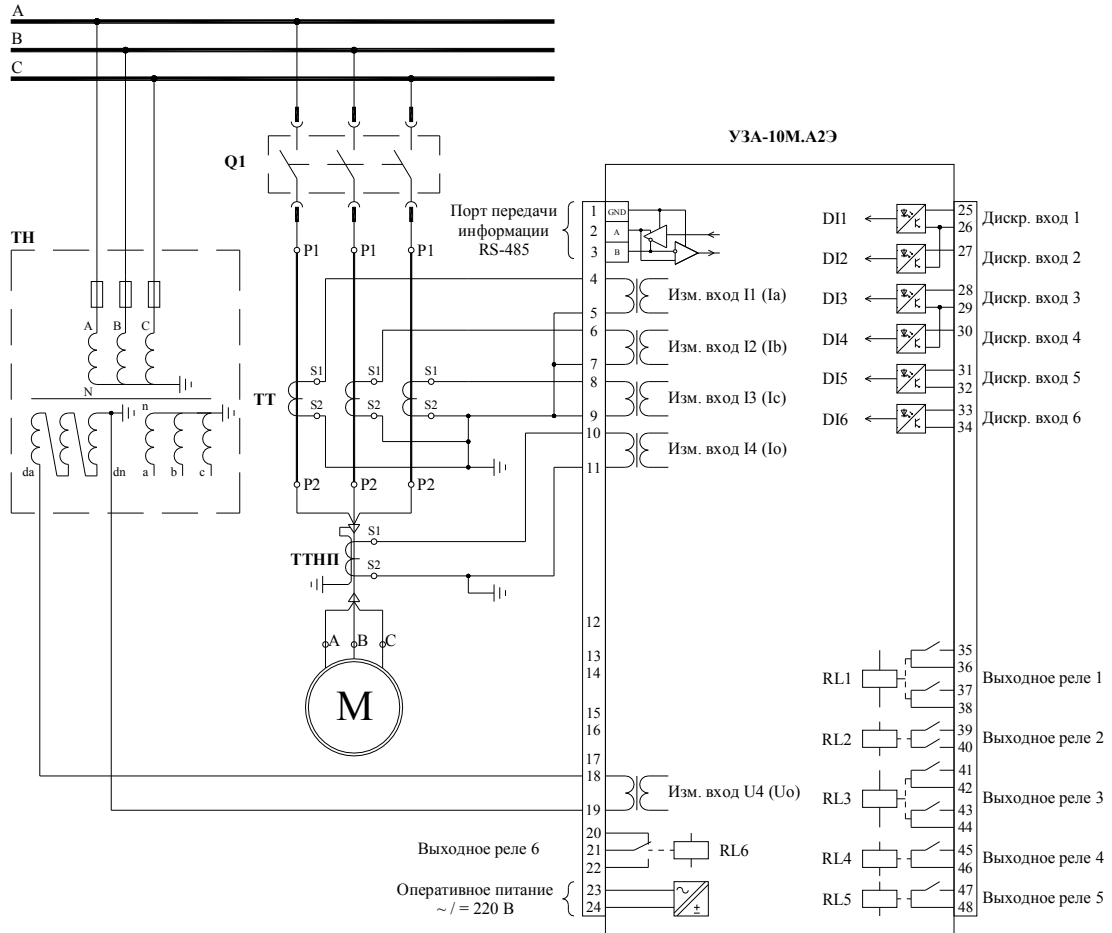 A
B
C
УЗА-10М.А2Э
Q1
ТН
A
B
C
N
n
da
dn
a
b
c
P1
P1
P1
ТТ
S1
S1
S1
S2
S2
S2
P2
P2
P2
ТТНП
S1
S2
A
B
C
M
Порт передачи
информации
RS-485
1
GND
2
A
3
B
4
5
Изм. вход I1 (Ia)
6
7
Изм. вход I2 (Ib)
8
9
Изм. вход I3 (Ic)
10
11
Изм. вход I4 (Io)
12
13
14
15
16
17
18
19
Изм. вход U4 (Uo)
Выходное реле 6
20
21
22
RL6
Оперативное питание
~ / = 220 В
23
24
DI1
25
26
Дискр. вход 1
DI2
27
Дискр. вход 2
DI3
28
29
Дискр. вход 3
DI4
30
Дискр. вход 4
DI5
31
32
Дискр. вход 5
DI6
33
34
Дискр. вход 6
RL1
35
36
37
38
Выходное реле 1
RL2
39
40
Выходное реле 2
RL3
41
42
43
44
Выходное реле 3
RL4
45
46
Выходное реле 4
RL5
47
48
Выходное реле 5